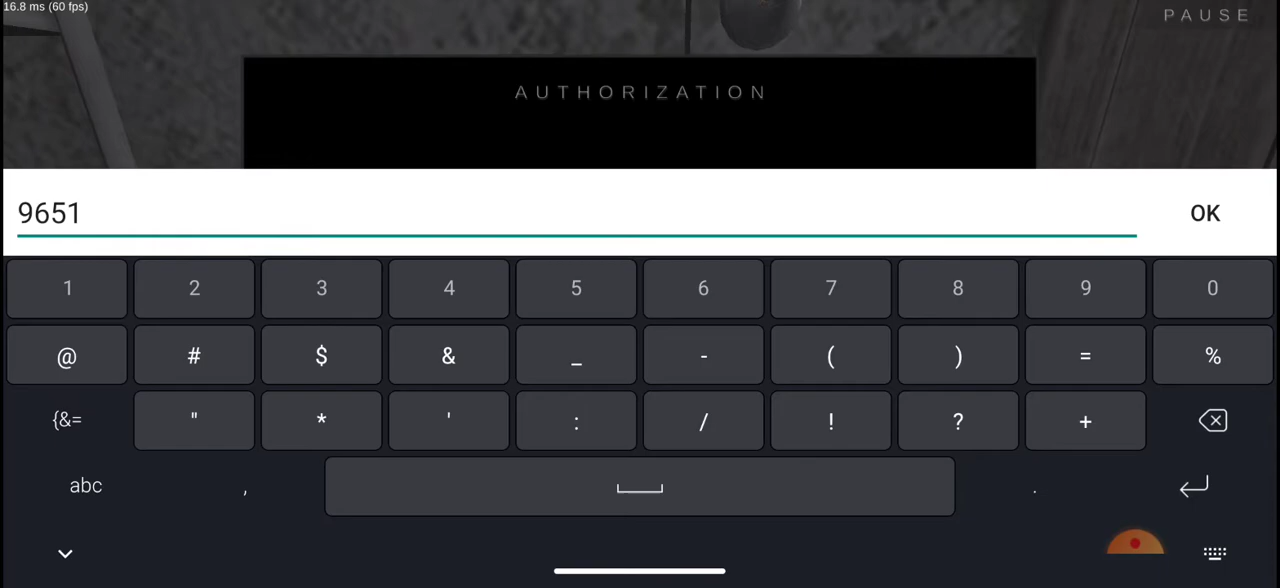 16.8 ms (60 fps)
PAUSE
AUTHORIZATION
9651
OK
1 2 3 4 5 6 7 8 9 0
@ # $ & _ - ( ) = %
{&= " * ' : / ! ? +
abc , .